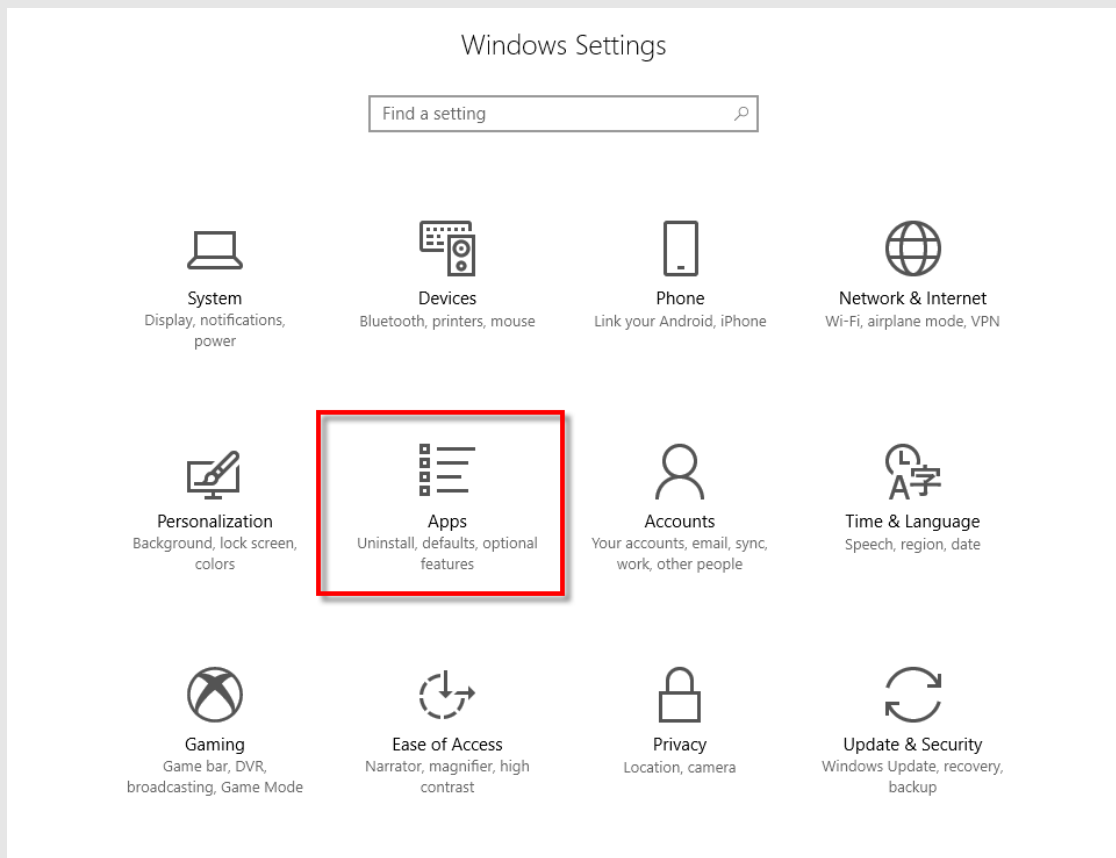 Windows Settings
Find a setting
System
Display, notifications,
power
Devices
Bluetooth, printers, mouse
Phone
Link your Android, iPhone
Network & Internet
Wi-Fi, airplane mode, VPN
Personalization
Background, lock screen,
colors
Apps
Uninstall, defaults, optional
features
Accounts
Your accounts, email, sync,
work, other people
A字
Time & Language
Speech, region, date
Gaming
Game bar, DVR,
broadcasting, Game Mode
Ease of Access
Narrator, magnifier, high
contrast
Privacy
Location, camera
Update & Security
Windows Update, recovery,
backup